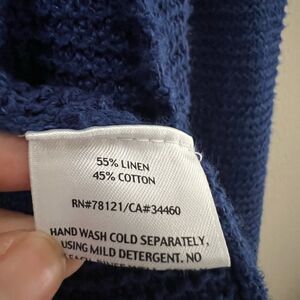 55% LINEN
45% COTTON
RN#78121/CA#34460
HAND WASH COLD SEPARATELY,
USING MILD DETERGENT. NO